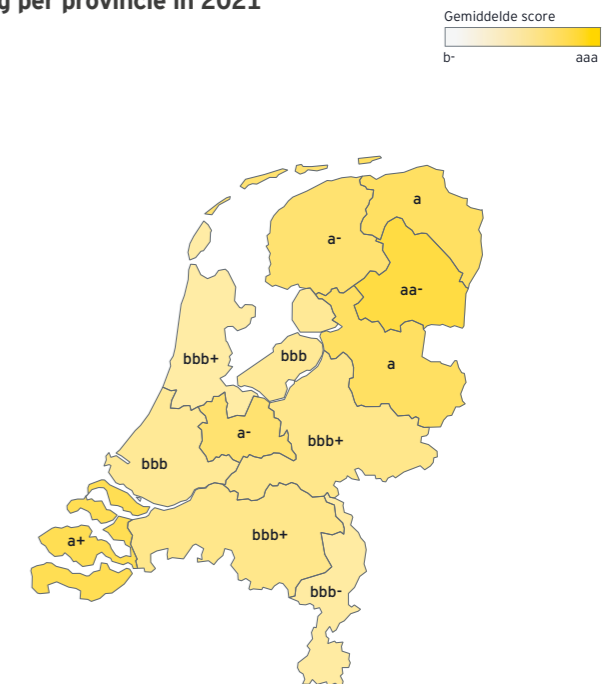 per provincie in 2021
Gemiddelde score
b- aaa
a
a-
aa-
bbb+
bbb
a
a-
bbb+
bbb
a+
bbb+
bbb-